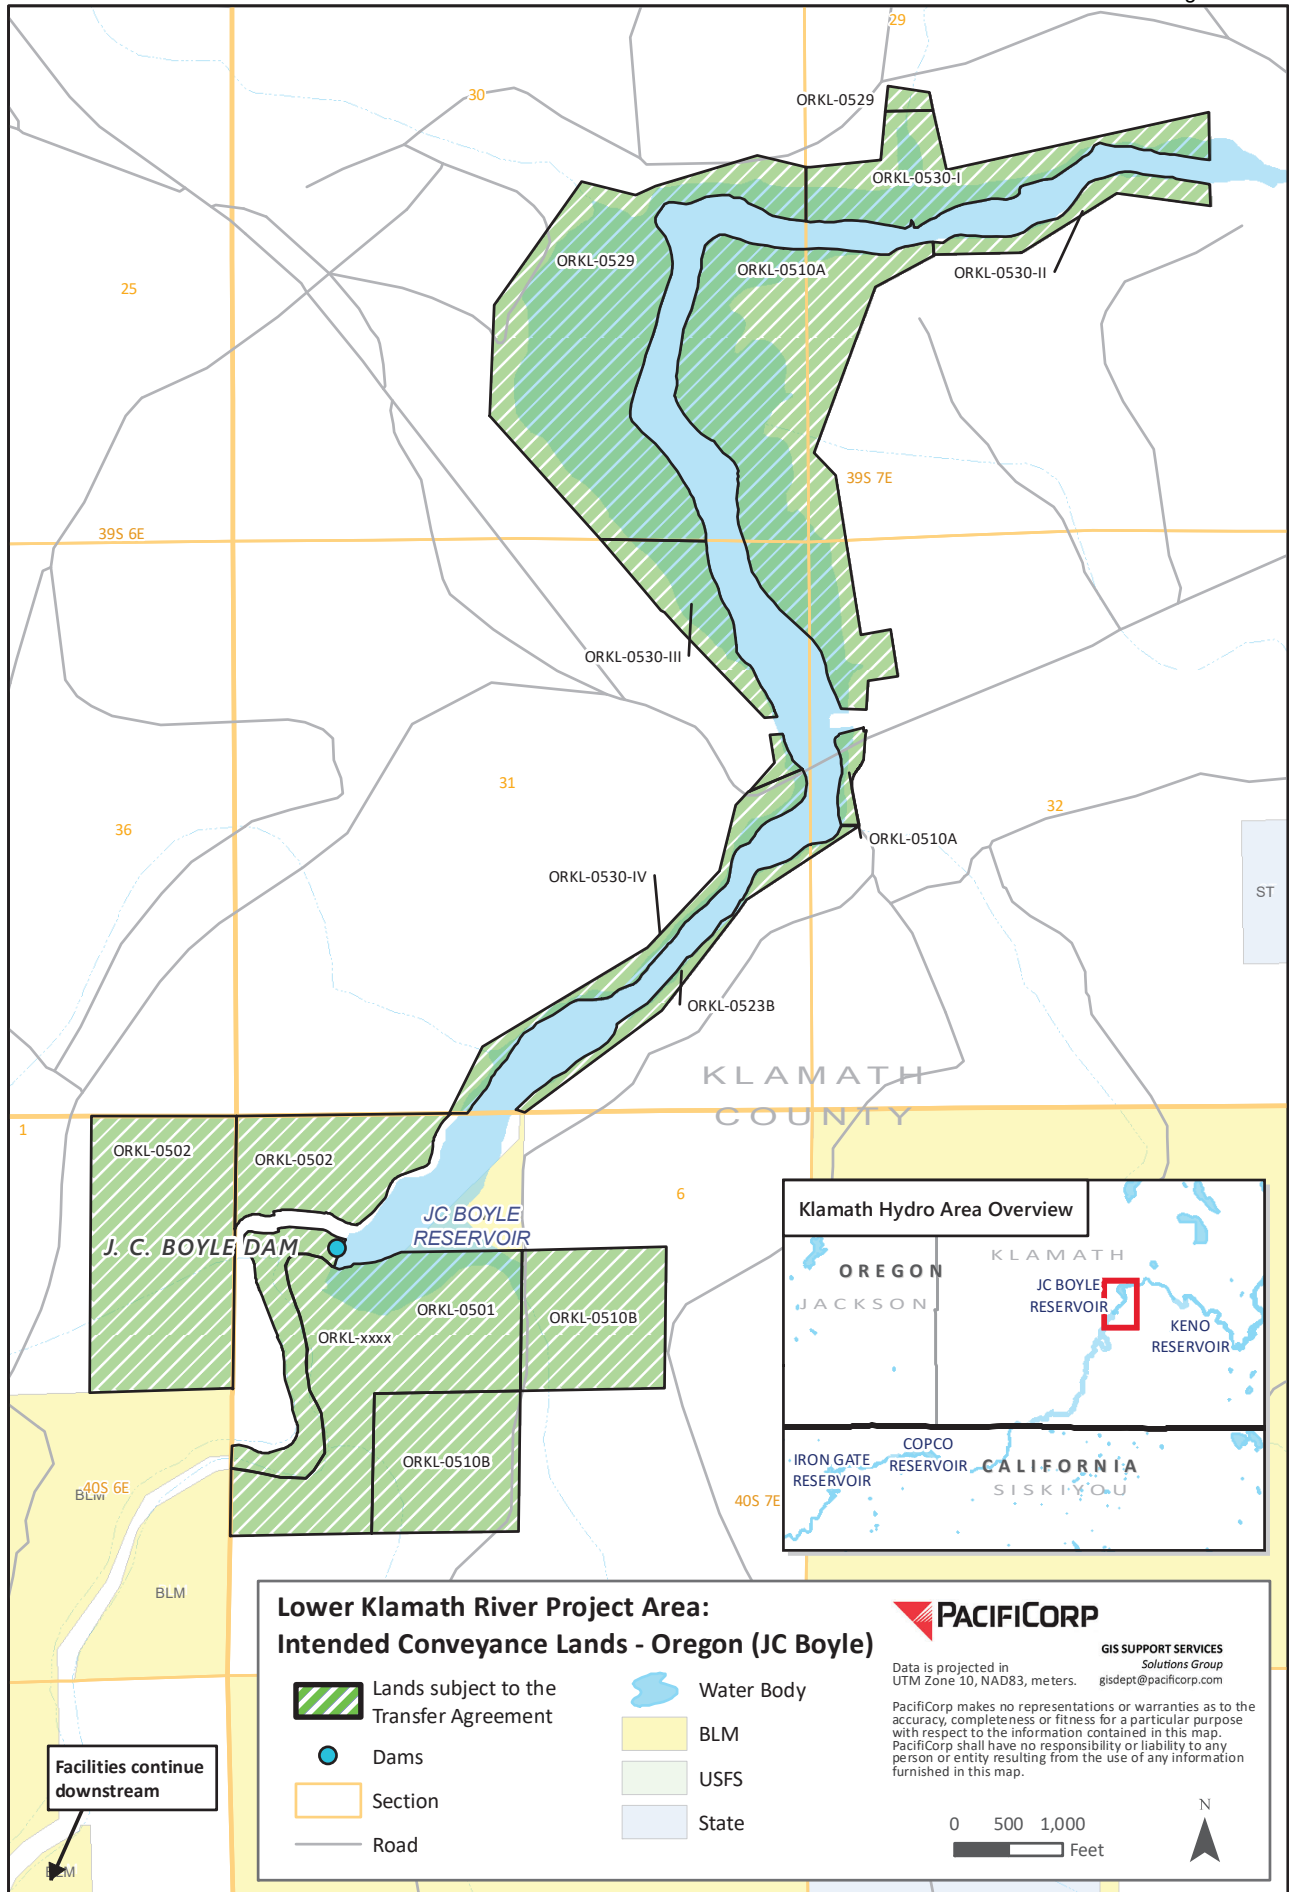 29
30
ORKL-0529
ORKL-0530-I
ORKL-0529
ORKL-0510A
ORKL-0530-II
25
39S 7E
39S 6E
ORKL-0530-III
31
32
36
ORKL-0510A
ORKL-0530-IV
ST
ORKL-0523B
KLAMATH
COUNTY
1
ORKL-0502
ORKL-0502
6
JC BOYLE
RESERVOIR
J. C. BOYLE DAM
ORKL-0501
ORKL-0510B
ORKL-xxxx
ORKL-0510B
40S 6E
BLM
40S 7E
BLM
Klamath Hydro Area Overview
KLAMATH
OREGON
JACKSON
JC BOYLE
RESERVOIR
KENO
RESERVOIR
COPCO
RESERVOIR
IRON GATE
RESERVOIR
CALIFORNIA
SISKIYOU
Lower Klamath River Project Area:
Intended Conveyance Lands - Oregon (JC Boyle)
Lands subject to the
Transfer Agreement
Dams
Section
Road
Water Body
BLM
USFS
State
PACIFICORP
GIS SUPPORT SERVICES
Solutions Group
gisdept@pacificorp.com
Data is projected in
UTM Zone 10, NAD83, meters.
PacifiCorp makes no representations or warranties as to the
accuracy, completeness or fitness for a particular purpose
with respect to the information contained in this map.
PacifiCorp shall have no responsibility or liability to any
person or entity resulting from the use of any information
furnished in this map.
0 500 1,000
Feet
N
Facilities continue
downstream
BLM